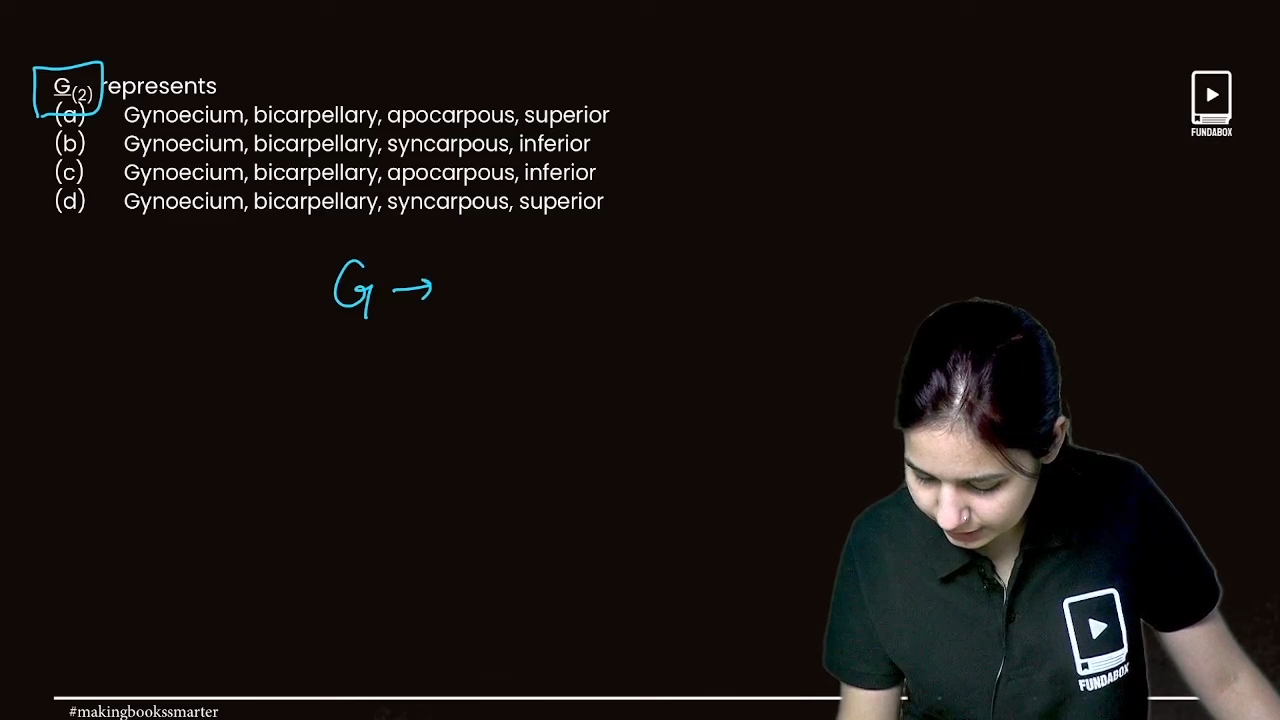 G(2) represents
(a) Gynoecium, bicarpellary, apocarpous, superior
(b) Gynoecium, bicarpellary, syncarpous, inferior
(c) Gynoecium, bicarpellary, apocarpous, inferior
(d) Gynoecium, bicarpellary, syncarpous, superior
G →
FUNDABOX
FUNDABOX
#makingbookssmarter